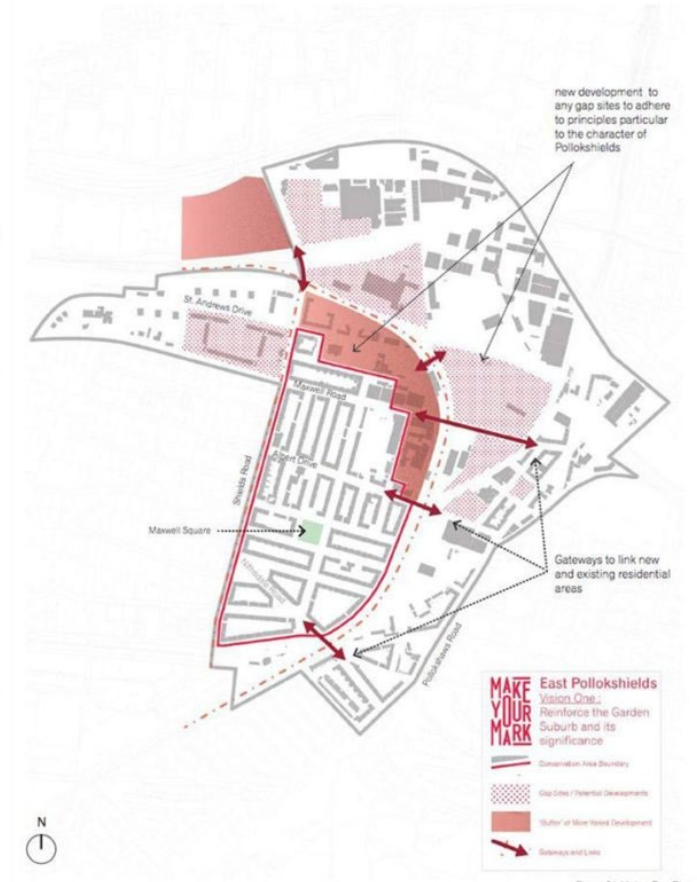 new development to
any gap sites to adhere
to principles particular
to the character of
Pollokshields
St. Andrews Drive
Maxwell Road
Albert Drive
Shields Road
Maxwell Square
Nithsdale Road
Gateways to link new
and existing residential
areas
Pollokshaws Road
MAKE
YOUR
MARK
East Pollokshields
Vision One :
Reinforce the Garden
Suburb and its
significance
Conservation Area Boundary
Gap Sites / Potential Developments
'Buffer' of More Varied Development
Gateways and Links
N